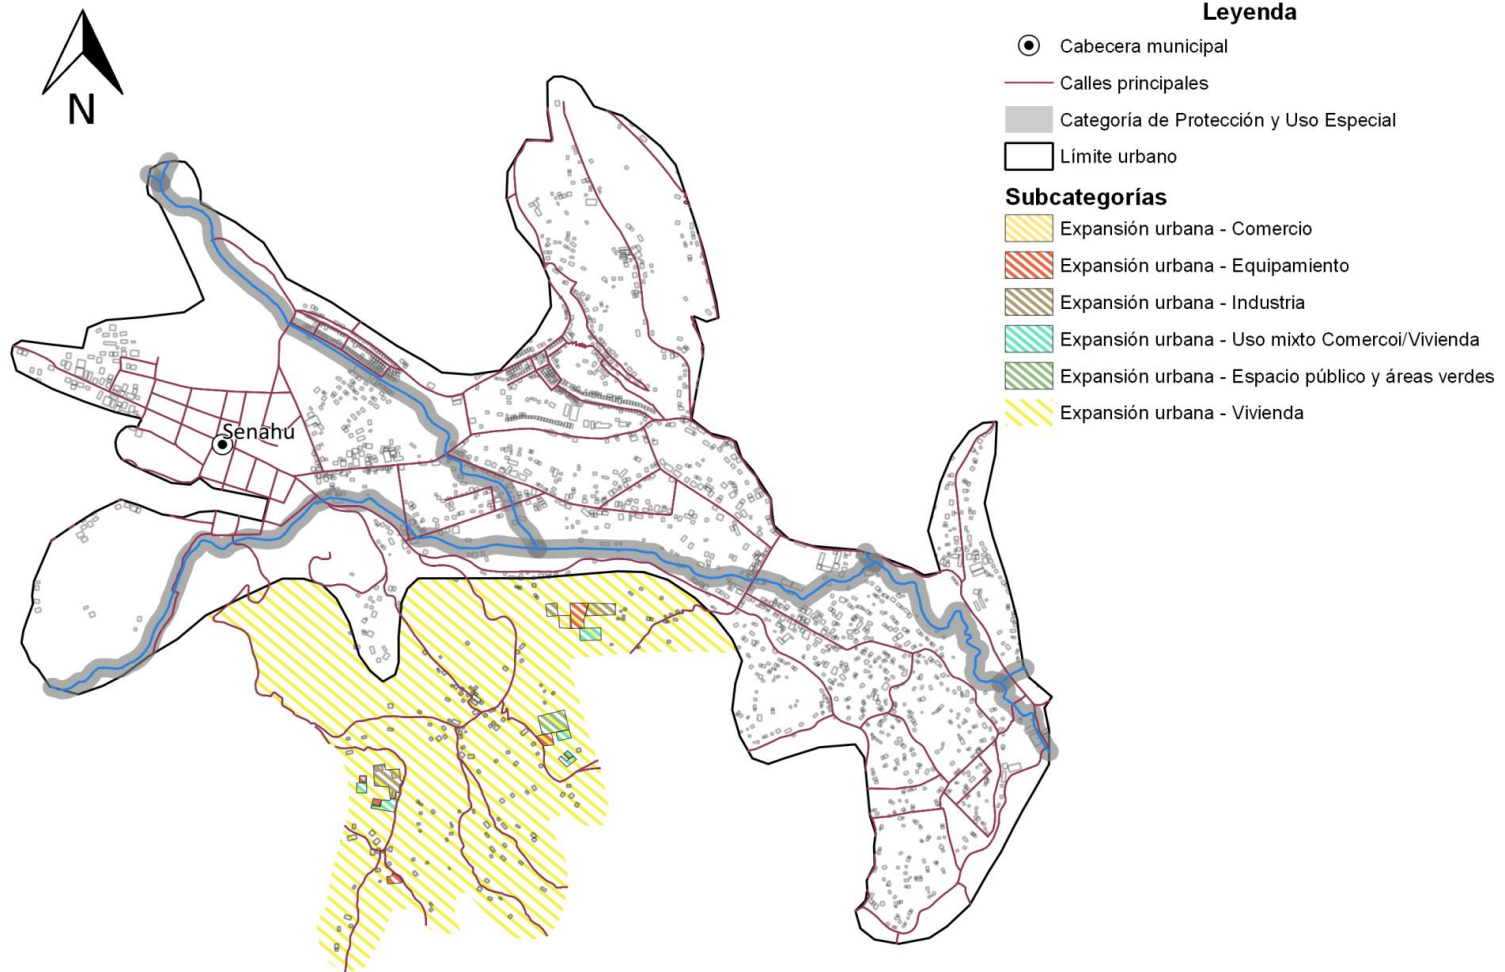 Leyenda
Cabecera municipal
Calles principales
Categoría de Protección y Uso Especial
Límite urbano
Subcategorías
Expansión urbana - Comercio
Expansión urbana - Equipamiento
Expansión urbana - Industria
Expansión urbana - Uso mixto Comercoi/Vivienda
Expansión urbana - Espacio público y áreas verdes
Expansión urbana - Vivienda
N
Senahú